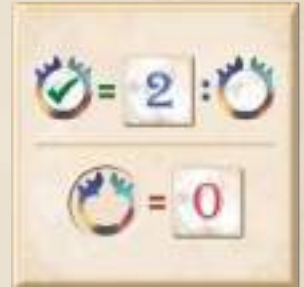 = 2 :
= 0